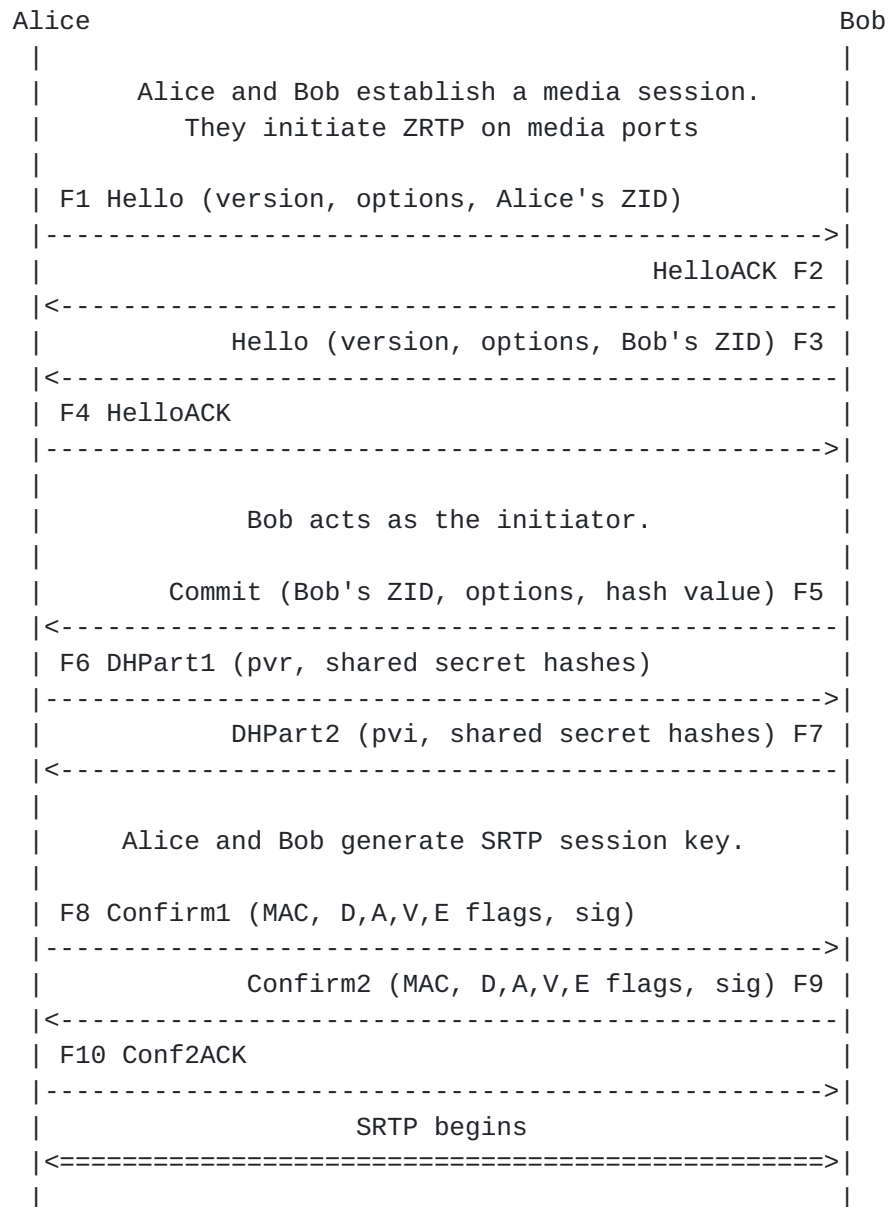 Alice                                                Bob
 |                                                    |
 |      Alice and Bob establish a media session.      |
 |         They initiate ZRTP on media ports          |
 |                                                    |
 | F1 Hello (version, options, Alice's ZID)           |
 |-------------------------------------------------->|
 |                                       HelloACK F2 |
 |<--------------------------------------------------|
 |            Hello (version, options, Bob's ZID) F3 |
 |<--------------------------------------------------|
 | F4 HelloACK                                        |
 |-------------------------------------------------->|
 |                                                    |
 |             Bob acts as the initiator.             |
 |                                                    |
 |        Commit (Bob's ZID, options, hash value) F5 |
 |<--------------------------------------------------|
 | F6 DHPart1 (pvr, shared secret hashes)             |
 |-------------------------------------------------->|
 |            DHPart2 (pvi, shared secret hashes) F7 |
 |<--------------------------------------------------|
 |                                                    |
 |     Alice and Bob generate SRTP session key.       |
 |                                                    |
 | F8 Confirm1 (MAC, D,A,V,E flags, sig)              |
 |-------------------------------------------------->|
 |             Confirm2 (MAC, D,A,V,E flags, sig) F9 |
 |<--------------------------------------------------|
 | F10 Conf2ACK                                       |
 |-------------------------------------------------->|
 |                    SRTP begins                     |
 |<=================================================>|
 |                                                    |